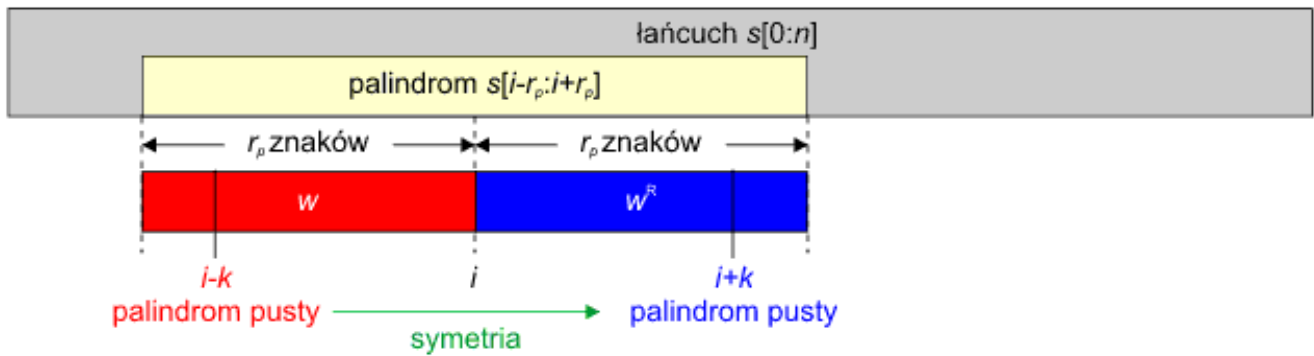 łańcuch s[0:n]
palindrom s[i-rₚ:i+rₚ]
rₚ znaków rₚ znaków
w wᴿ
i-k i i+k
palindrom pusty palindrom pusty
symetria